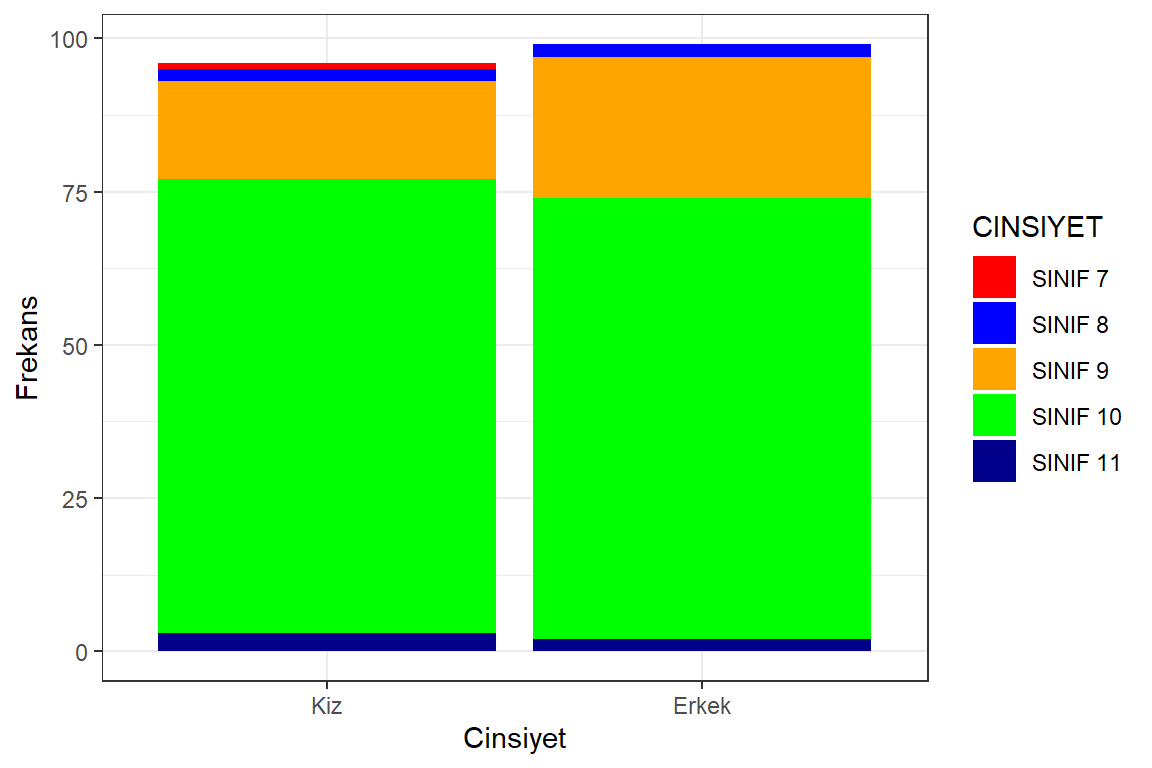 100
75
50
25
0
Frekans
Kiz
Erkek
Cinsiyet
CINSIYET
SINIF 7
SINIF 8
SINIF 9
SINIF 10
SINIF 11